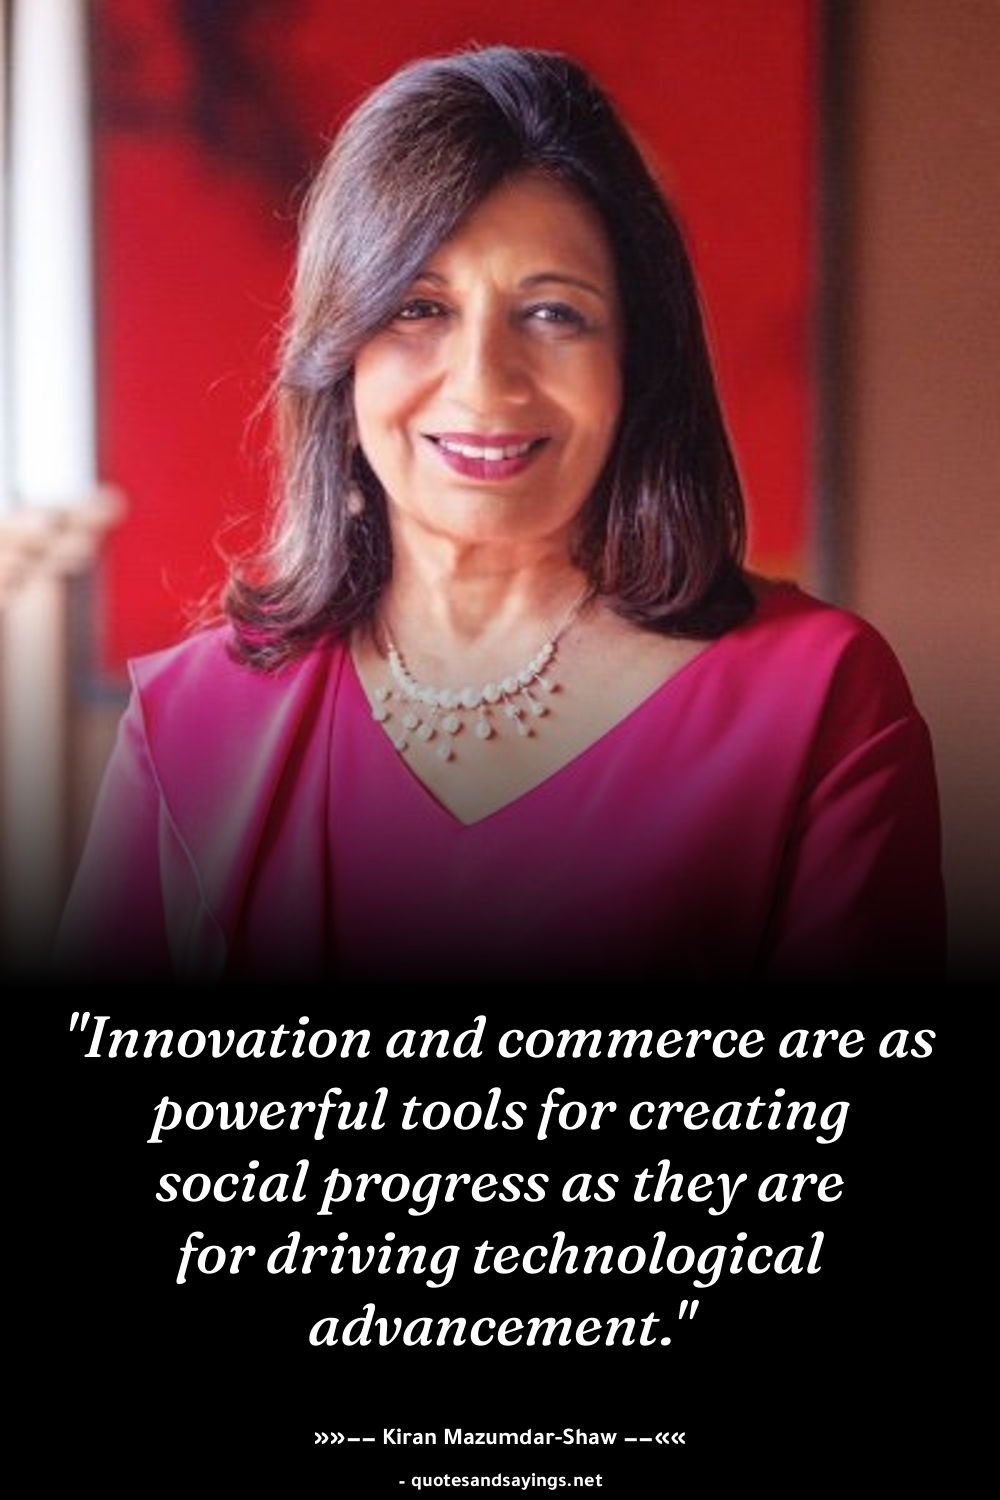 "Innovation and commerce are as
powerful tools for creating
social progress as they are
for driving technological
advancement."
»»–– Kiran Mazumdar-Shaw ––««
- quotesandsayings.net